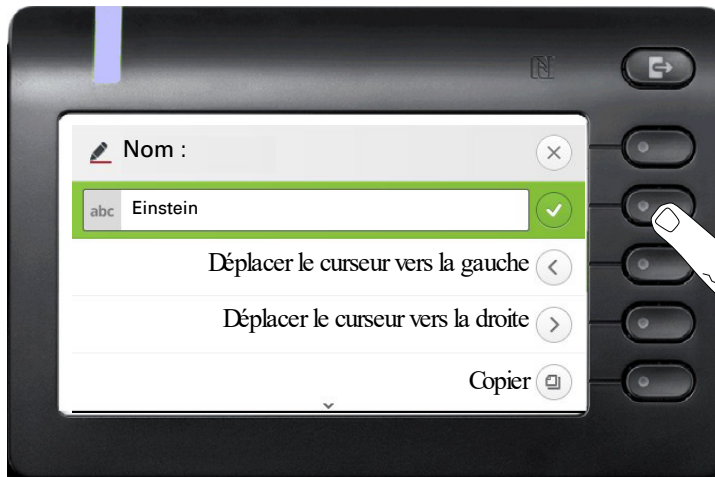 Nom :
abc Einstein
Déplacer le curseur vers la gauche
Déplacer le curseur vers la droite
Copier